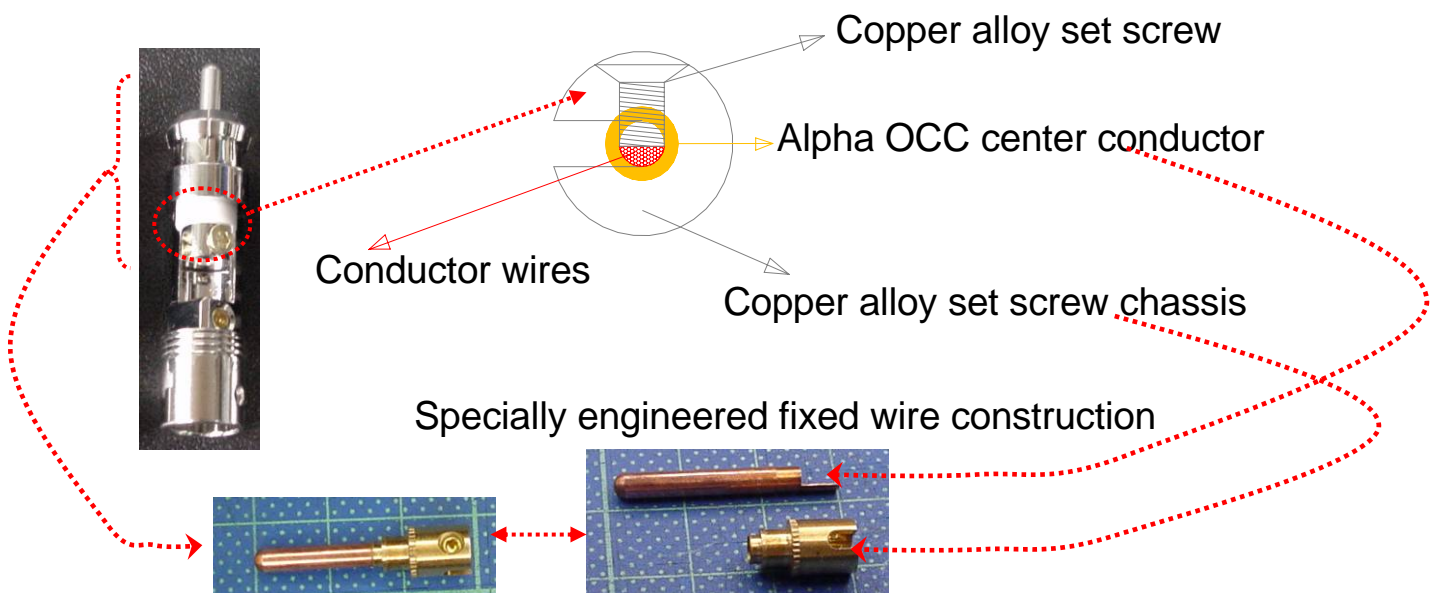 Copper alloy set screw
Alpha OCC center conductor
Conductor wires
Copper alloy set screw chassis
Specially engineered fixed wire construction